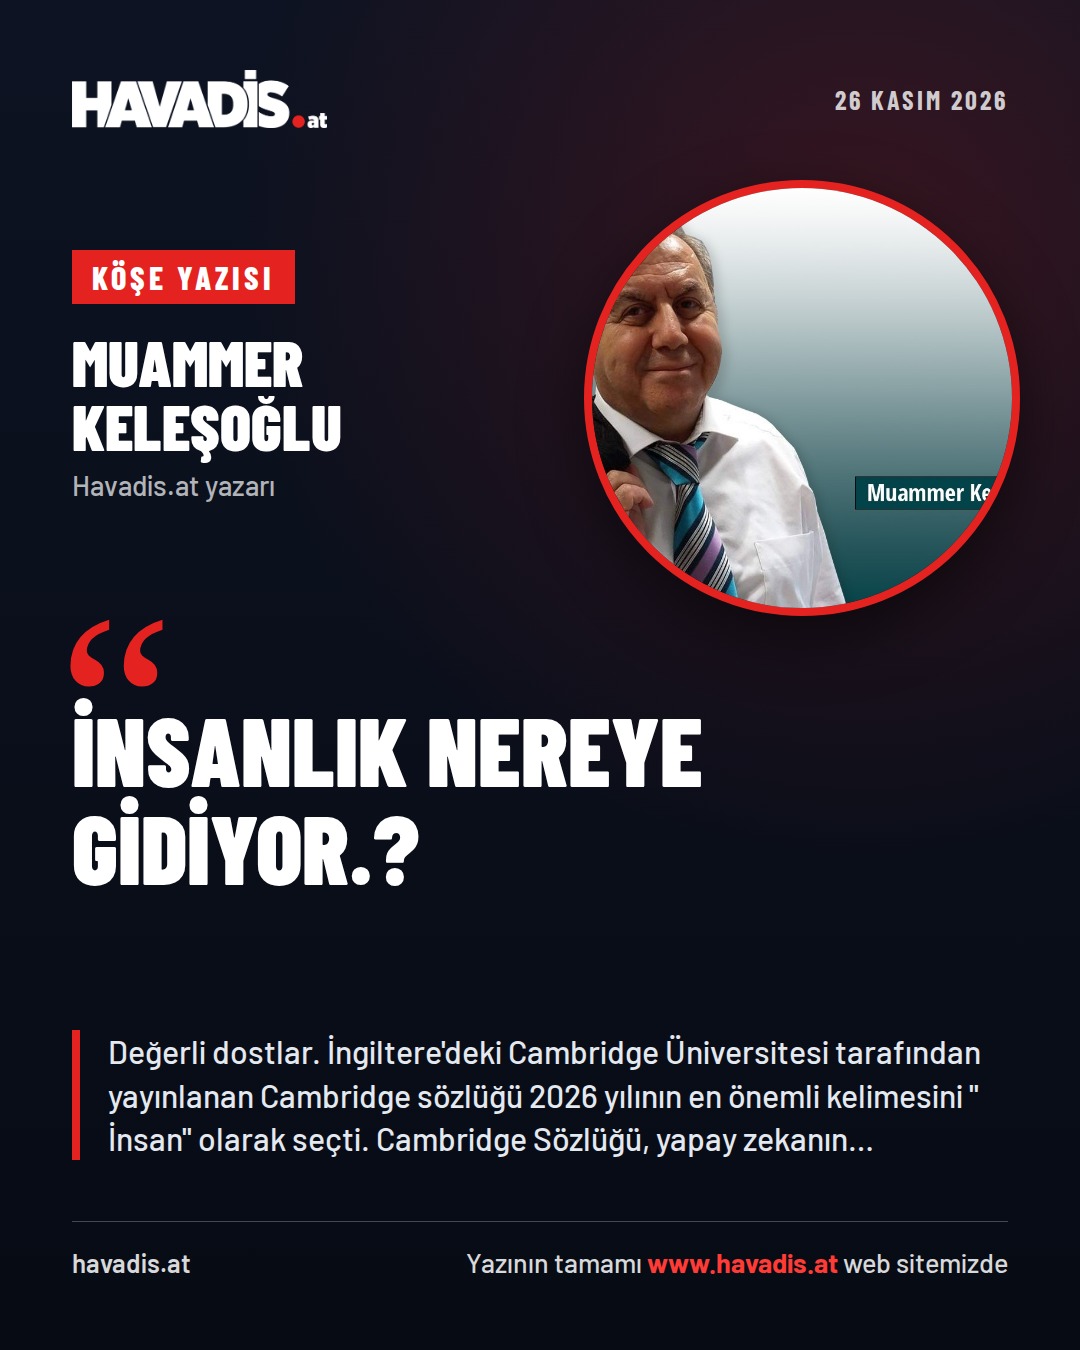 HAVADİS.at
26 KASIM 2026
KÖŞE YAZISI
MUAMMER
KELEŞOĞLU
Havadis.at yazarı
Muammer Ke
“
İNSANLIK NEREYE
GİDİYOR.?
Değerli dostlar. İngiltere'deki Cambridge Üniversitesi tarafından
yayınlanan Cambridge sözlüğü 2026 yılının en önemli kelimesini "
İnsan" olarak seçti. Cambridge Sözlüğü, yapay zekanın...
havadis.at
Yazının tamamı www.havadis.at web sitemizde